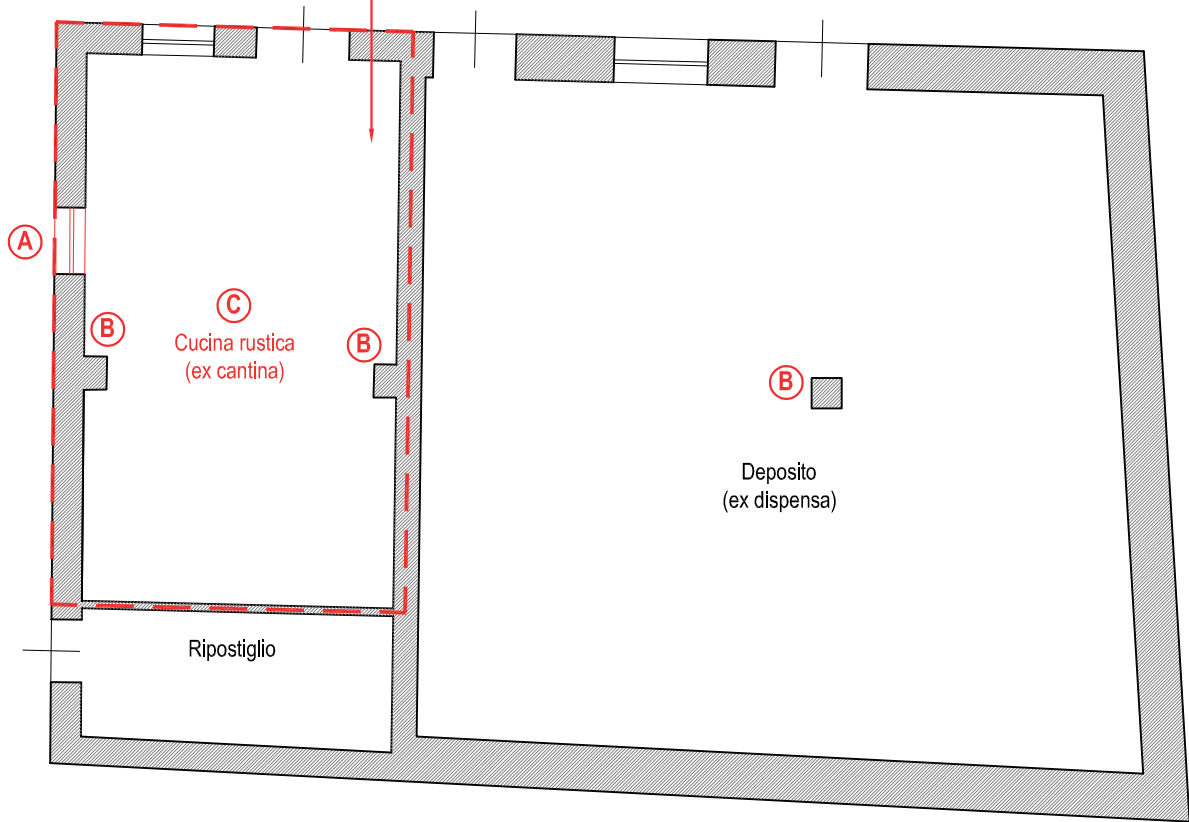 A
B
C
Cucina rustica
(ex cantina)
B
B
Deposito
(ex dispensa)
Ripostiglio